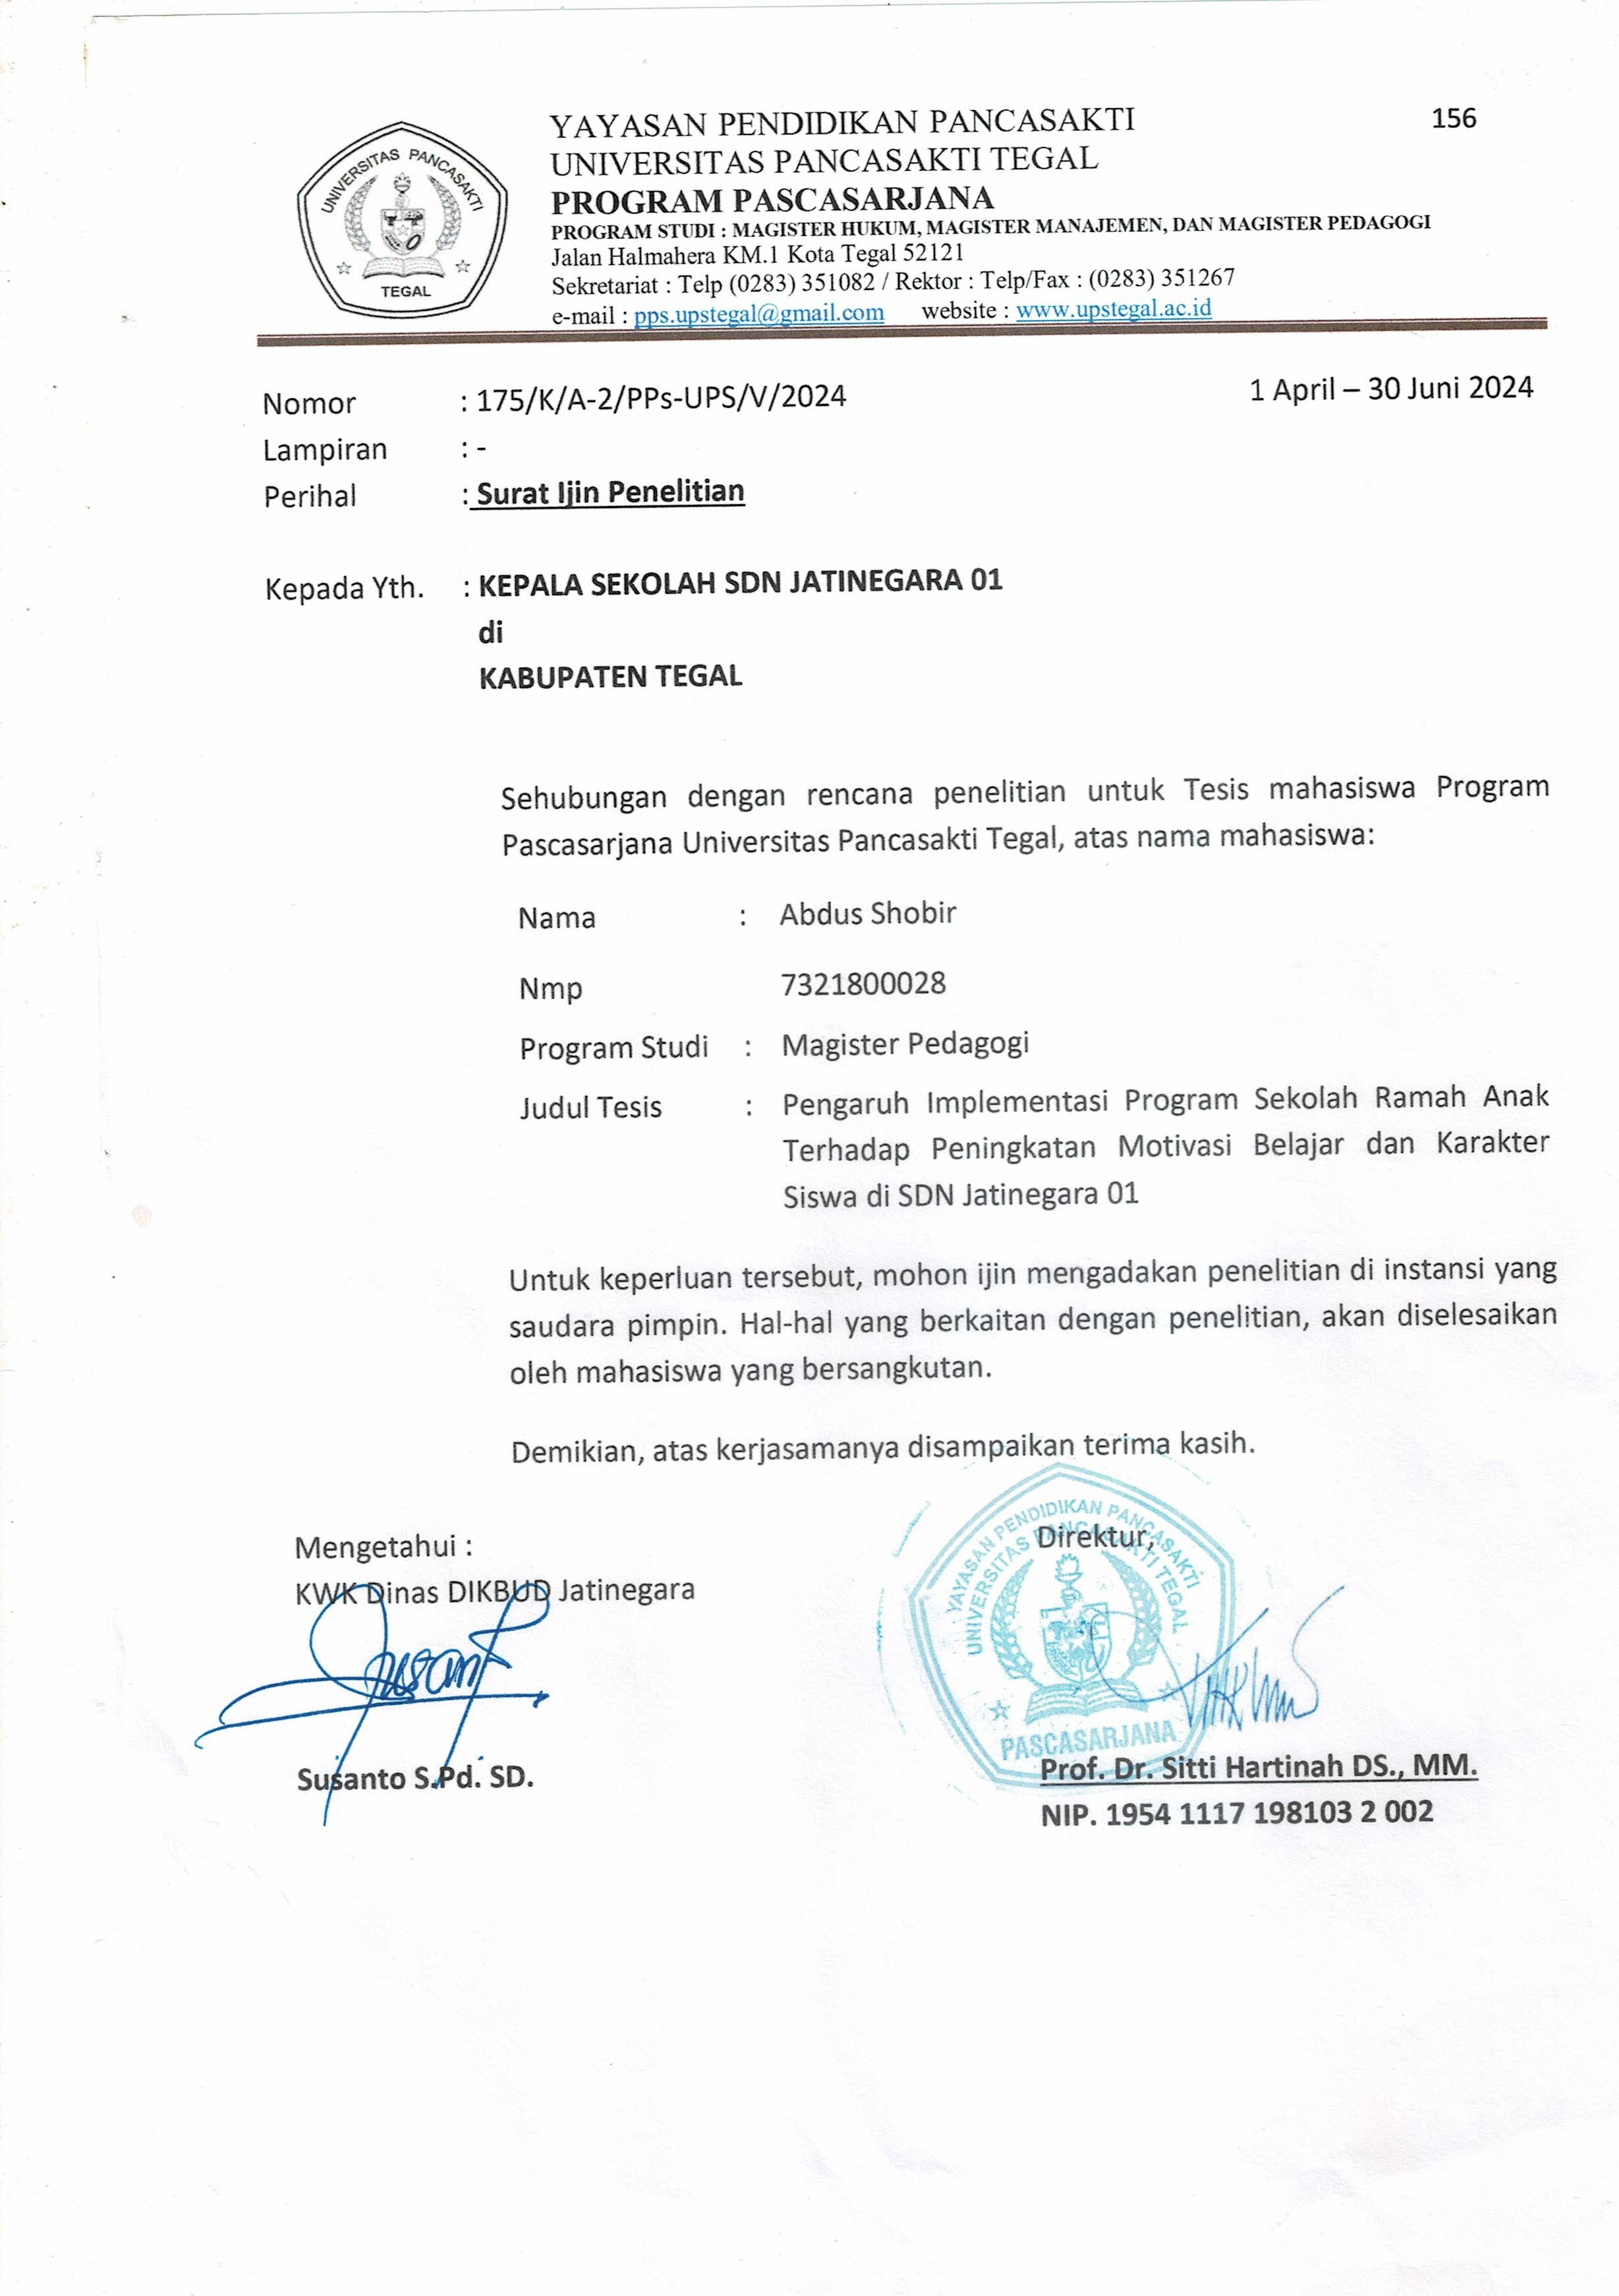 156
UNIVERSITAS PANCASAKTI
TEGAL
YAYASAN PENDIDIKAN PANCASAKTI
UNIVERSITAS PANCASAKTI TEGAL
PROGRAM PASCASARJANA
PROGRAM STUDI : MAGISTER HUKUM, MAGISTER MANAJEMEN, DAN MAGISTER PEDAGOGI
Jalan Halmahera KM.1 Kota Tegal 52121
Sekretariat : Telp (0283) 351082 / Rektor : Telp/Fax : (0283) 351267
e-mail : pps.upstegal@gmail.com website : www.upstegal.ac.id
Nomor : 175/K/A-2/PPs-UPS/V/2024 1 April – 30 Juni 2024
Lampiran : -
Perihal : Surat Ijin Penelitian
Kepada Yth. : KEPALA SEKOLAH SDN JATINEGARA 01
di
KABUPATEN TEGAL
Sehubungan dengan rencana penelitian untuk Tesis mahasiswa Program
Pascasarjana Universitas Pancasakti Tegal, atas nama mahasiswa:
Nama : Abdus Shobir
Nmp 7321800028
Program Studi : Magister Pedagogi
Judul Tesis : Pengaruh Implementasi Program Sekolah Ramah Anak
Terhadap Peningkatan Motivasi Belajar dan Karakter
Siswa di SDN Jatinegara 01
Untuk keperluan tersebut, mohon ijin mengadakan penelitian di instansi yang
saudara pimpin. Hal-hal yang berkaitan dengan penelitian, akan diselesaikan
oleh mahasiswa yang bersangkutan.
Demikian, atas kerjasamanya disampaikan terima kasih.
Mengetahui :
KWK Dinas DIKBUD Jatinegara
Susanto S.Pd. SD.
Direktur,
YAYASAN PENDIDIKAN PANCASAKTI
UNIVERSITAS PANCASAKTI TEGAL
PASCASARJANA
Prof. Dr. Sitti Hartinah DS., MM.
NIP. 1954 1117 198103 2 002